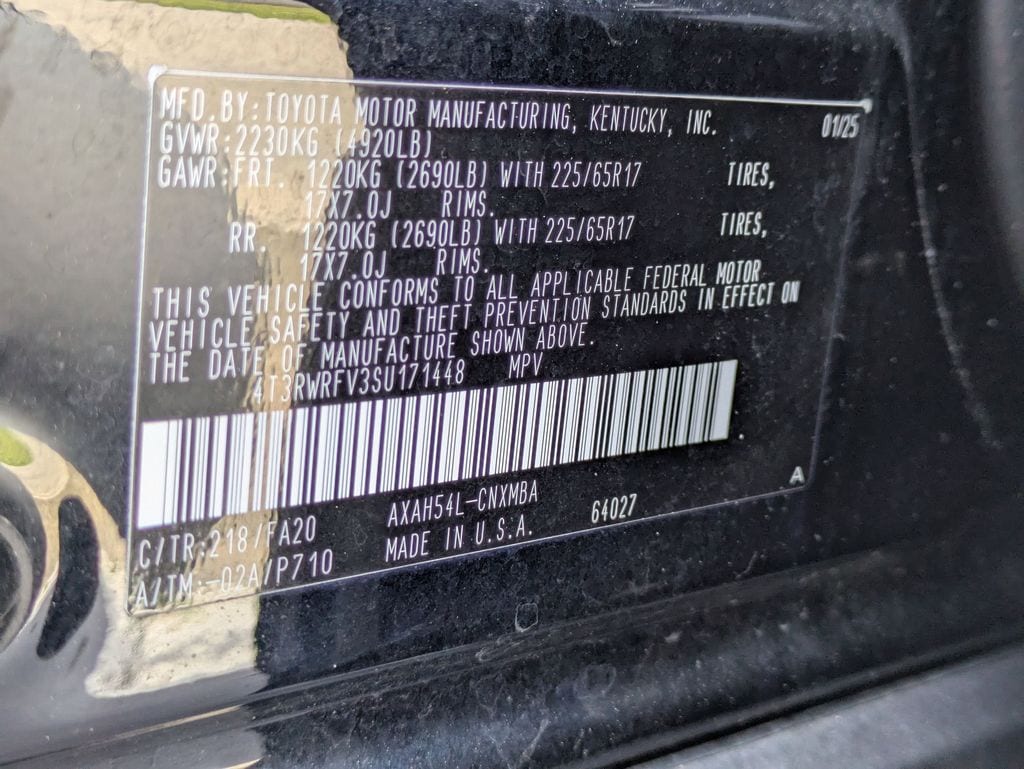 MFD.BY:TOYOTA MOTOR MANUFACTURING, KENTUCKY, INC. 01/25
GVWR:2230KG (4920LB)
GAWR:FRT. 1220KG (2690LB) WITH 225/65R17 TIRES,
17X7.0J RIMS.
RR. 1220KG (2690LB) WITH 225/65R17 TIRES,
17X7.0J RIMS.
THIS VEHICLE CONFORMS TO ALL APPLICABLE FEDERAL MOTOR
VEHICLE SAFETY AND THEFT PREVENTION STANDARDS IN EFFECT ON
THE DATE OF MANUFACTURE SHOWN ABOVE.
4T3RWRFV3SU171448 MPV
A
C/TR:218/FA20 AXAH54L-CNXMBA 64027
A/TM:-02A/P710 MADE IN U.S.A.